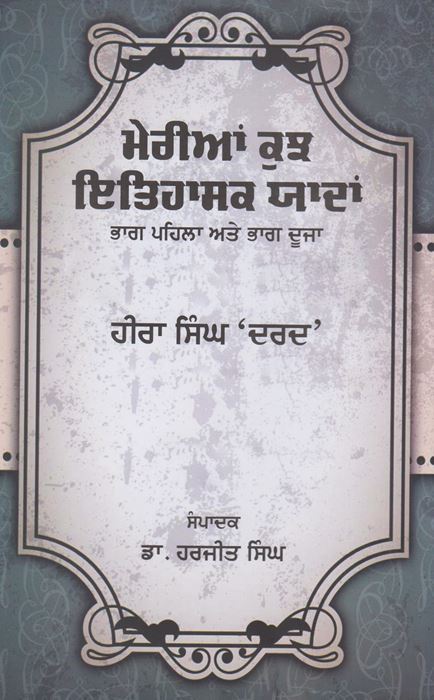 ਮੇਰੀਆਂ ਕੁਝ
ਇਤਿਹਾਸਕ ਯਾਦਾਂ
ਭਾਗ ਪਹਿਲਾ ਅਤੇ ਭਾਗ ਦੂਜਾ
ਹੀਰਾ ਸਿੰਘ ‘ਦਰਦ’
ਸੰਪਾਦਕ
ਡਾ. ਹਰਜੀਤ ਸਿੰਘ